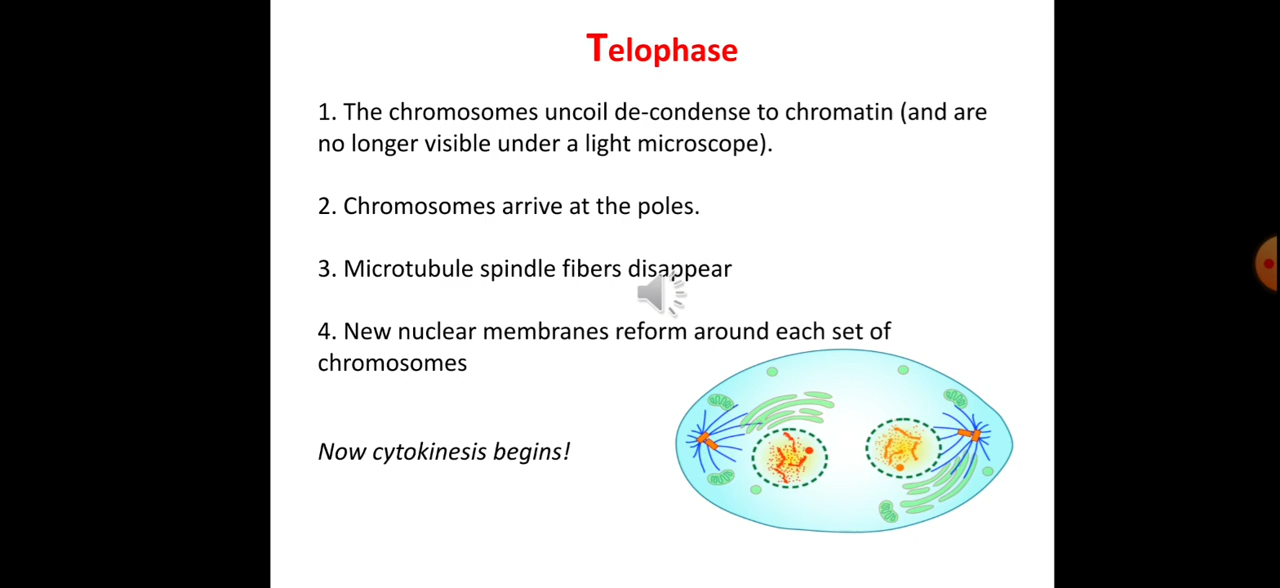 Telophase
1. The chromosomes uncoil de-condense to chromatin (and are
no longer visible under a light microscope).
2. Chromosomes arrive at the poles.
3. Microtubule spindle fibers disappear
4. New nuclear membranes reform around each set of
chromosomes
Now cytokinesis begins!